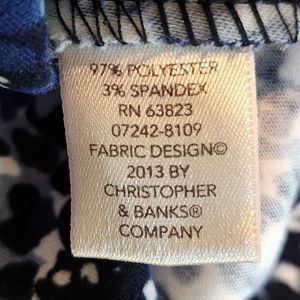 97% POLYESTER
3% SPANDEX
RN 63823
07242-8109
FABRIC DESIGN©
2013 BY
CHRISTOPHER
& BANKS®
COMPANY